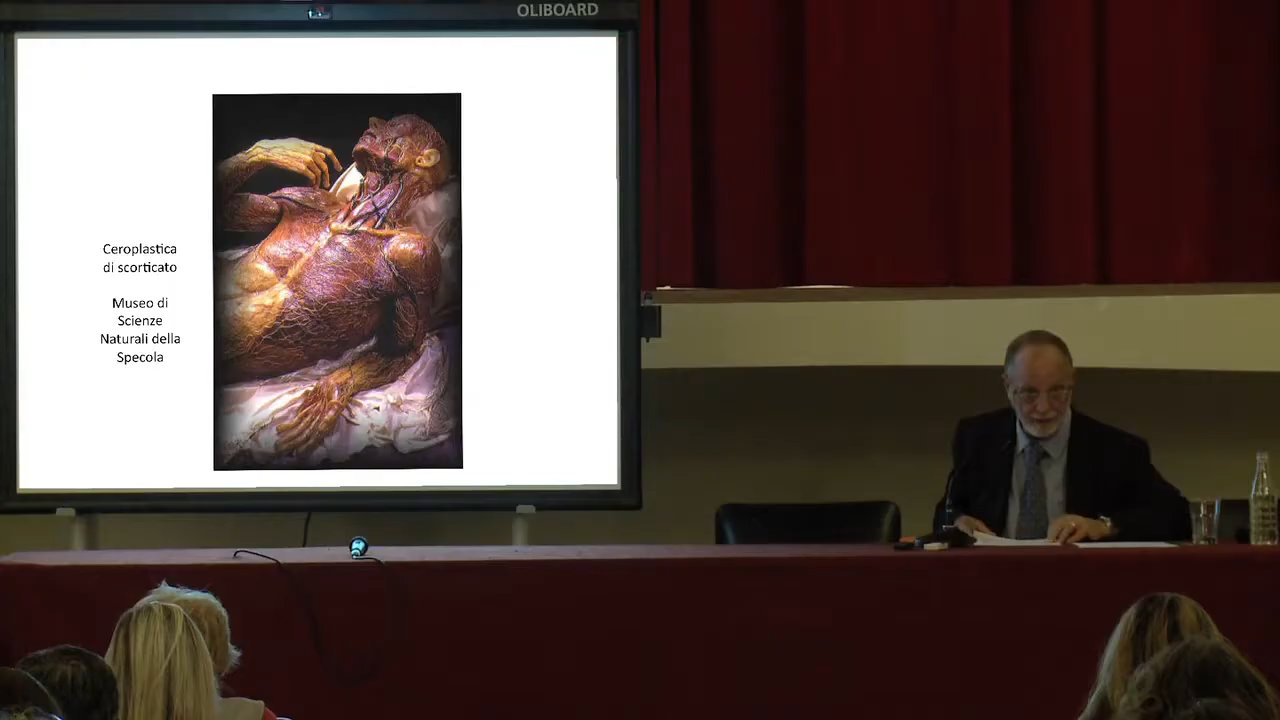 OLIBOARD
Ceroplastica
di scorticato
Museo di
Scienze
Naturali della
Specola